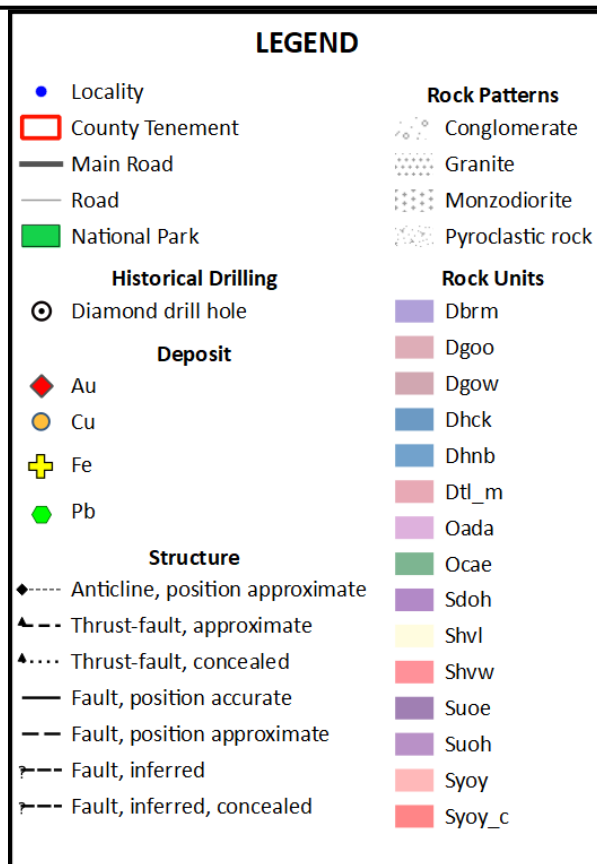 LEGEND
Locality
County Tenement
Main Road
Road
National Park
Historical Drilling
Diamond drill hole
Deposit
Au
Cu
Fe
Pb
Structure
Anticline, position approximate
Thrust-fault, approximate
Thrust-fault, concealed
Fault, position accurate
Fault, position approximate
? Fault, inferred
? Fault, inferred, concealed
Rock Patterns
Conglomerate
Granite
Monzodiorite
Pyroclastic rock
Rock Units
Dbrm
Dgoo
Dgow
Dhck
Dhnb
Dtl_m
Oada
Ocae
Sdoh
Shvl
Shvw
Suoe
Suoh
Syoy
Syoy_c